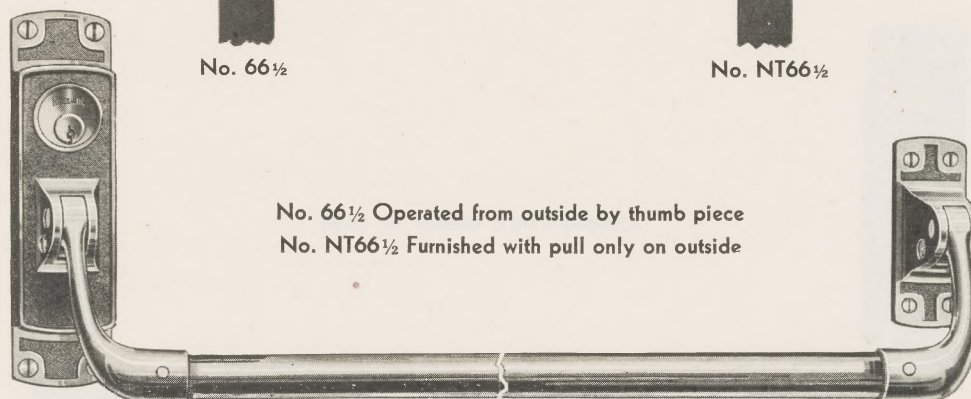 No. 66½
No. NT66½
No. 66½ Operated from outside by thumb piece
No. NT66½ Furnished with pull only on outside